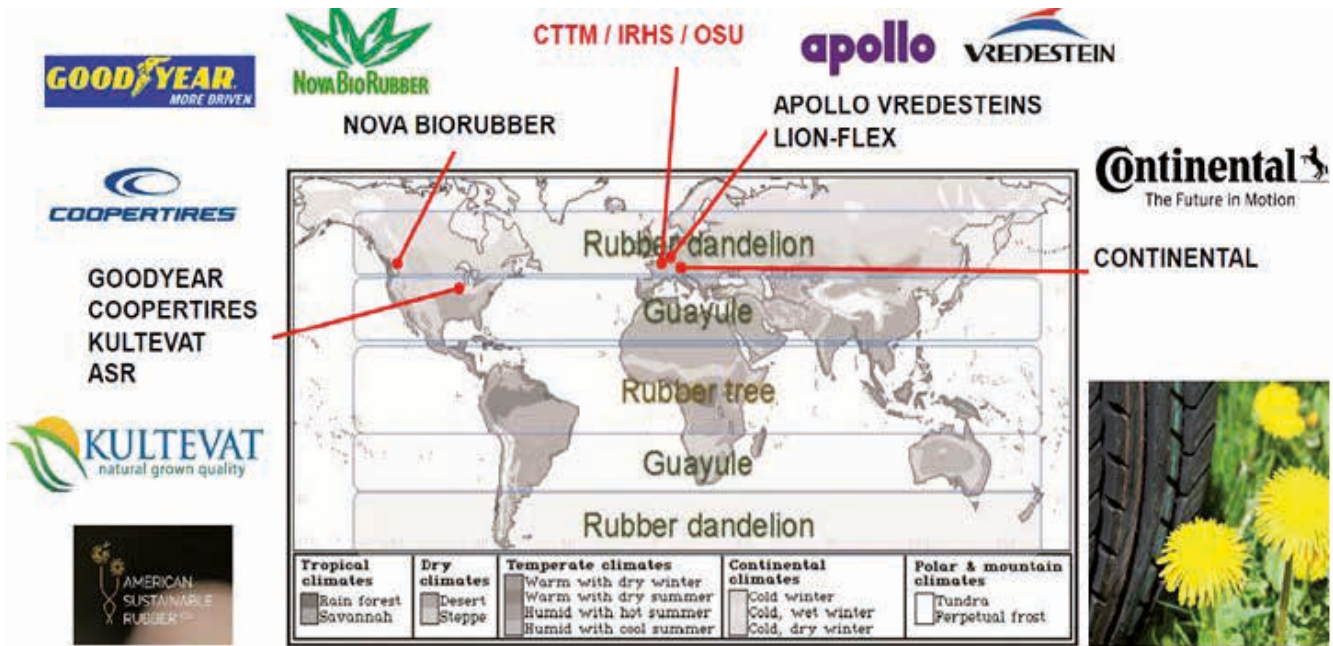 GOODYEAR
MORE DRIVEN
NOVABIORUBBER
CTTM / IRHS / OSU
apollo
VREDESTEIN
NOVA BIORUBBER
APOLLO VREDESTEINS
LION-FLEX
Continental
The Future in Motion
COOPERTIRES
GOODYEAR
COOPERTIRES
KULTEVAT
ASR
CONTINENTAL
Rubber dandelion
Guayule
Rubber tree
Guayule
Rubber dandelion
KULTEVAT
natural grown quality
AMERICAN
SUSTAINABLE
RUBBER
Tropical
climates
Rain forest
Savannah
Dry
climates
Desert
Steppe
Temperate climates
Warm with dry winter
Warm with dry summer
Humid with hot summer
Humid with cool summer
Continental
climates
Cold winter
Cold, wet winter
Cold, dry winter
Polar & mountain
climates
Tundra
Perpetual frost